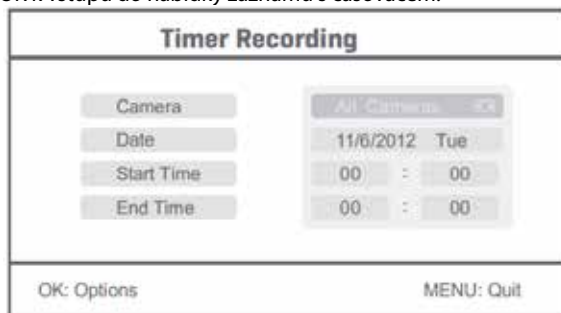 Timer Recording
Camera All Cameras
Date 11/6/2012 Tue
Start Time 00 : 00
End Time 00 : 00
OK: Options MENU: Quit